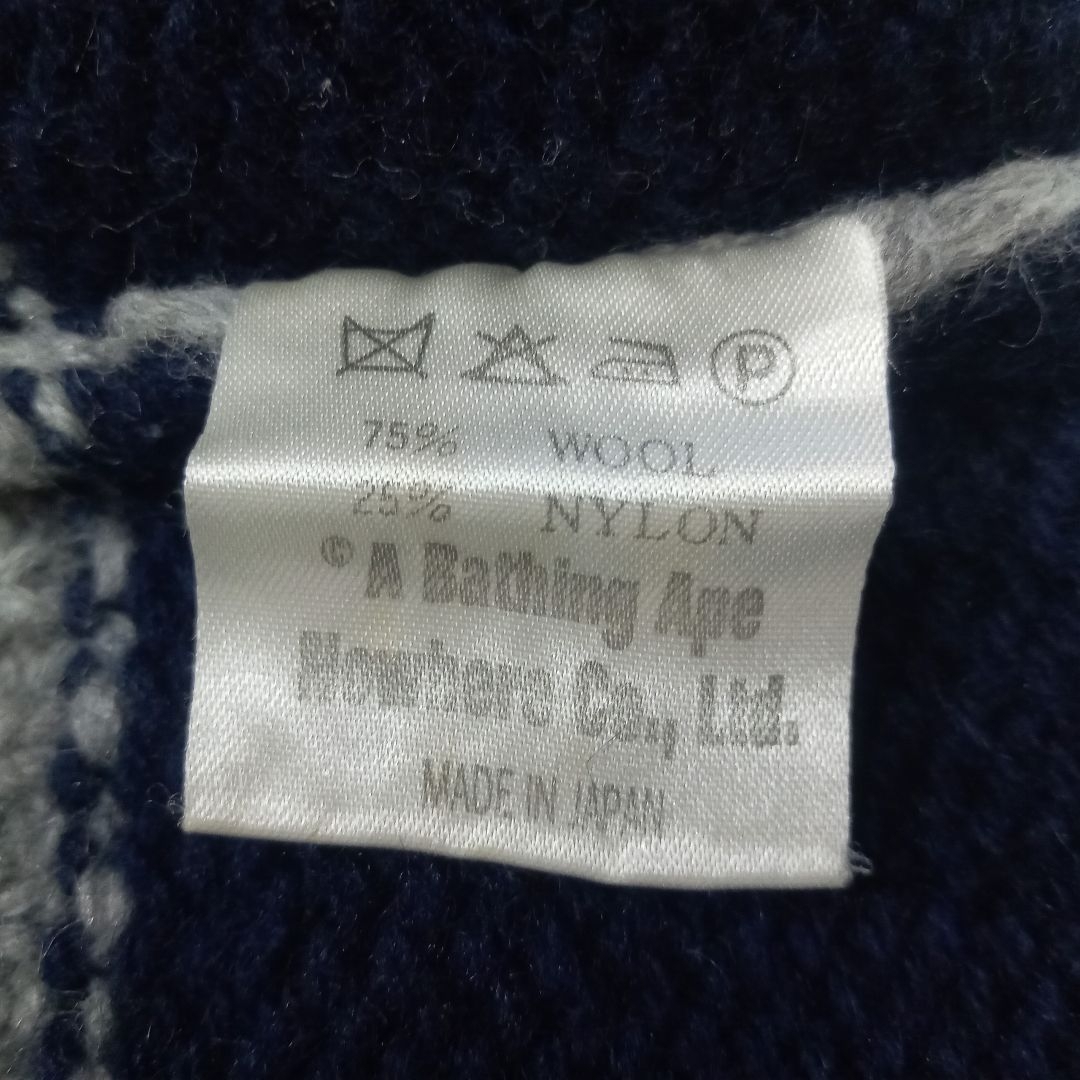 P
75% WOOL
25% NYLON
© A Bathing Ape
Nowhere Co., Ltd.
MADE IN JAPAN